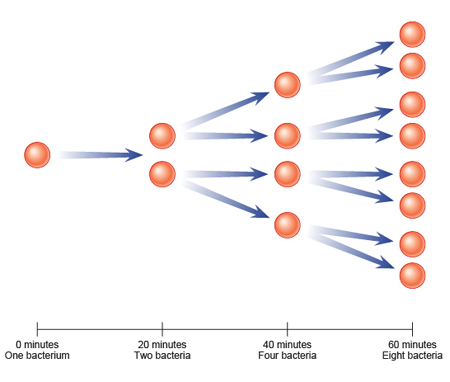 0 minutes
One bacterium
20 minutes
Two bacteria
40 minutes
Four bacteria
60 minutes
Eight bacteria